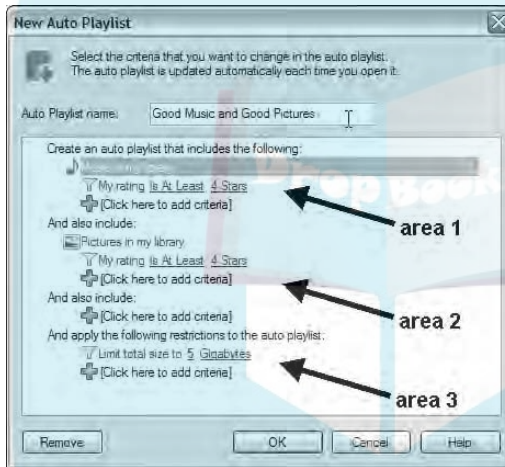 New Auto Playlist
Select the criteria that you want to change in the auto playlist.
The auto playlist is updated automatically each time you open it.
Auto Playlist name: Good Music and Good Pictures
Create an auto playlist that includes the following:
My rating Is At Least 4 Stars
[Click here to add criteria]
And also include:
Pictures in my library
My rating Is At Least 4 Stars
[Click here to add criteria]
And also include:
[Click here to add criteria]
And apply the following restrictions to the auto playlist:
Limit total size to 5 Gigabytes
[Click here to add criteria]
area 1
area 2
area 3
Remove OK Cancel Help
Drop Book